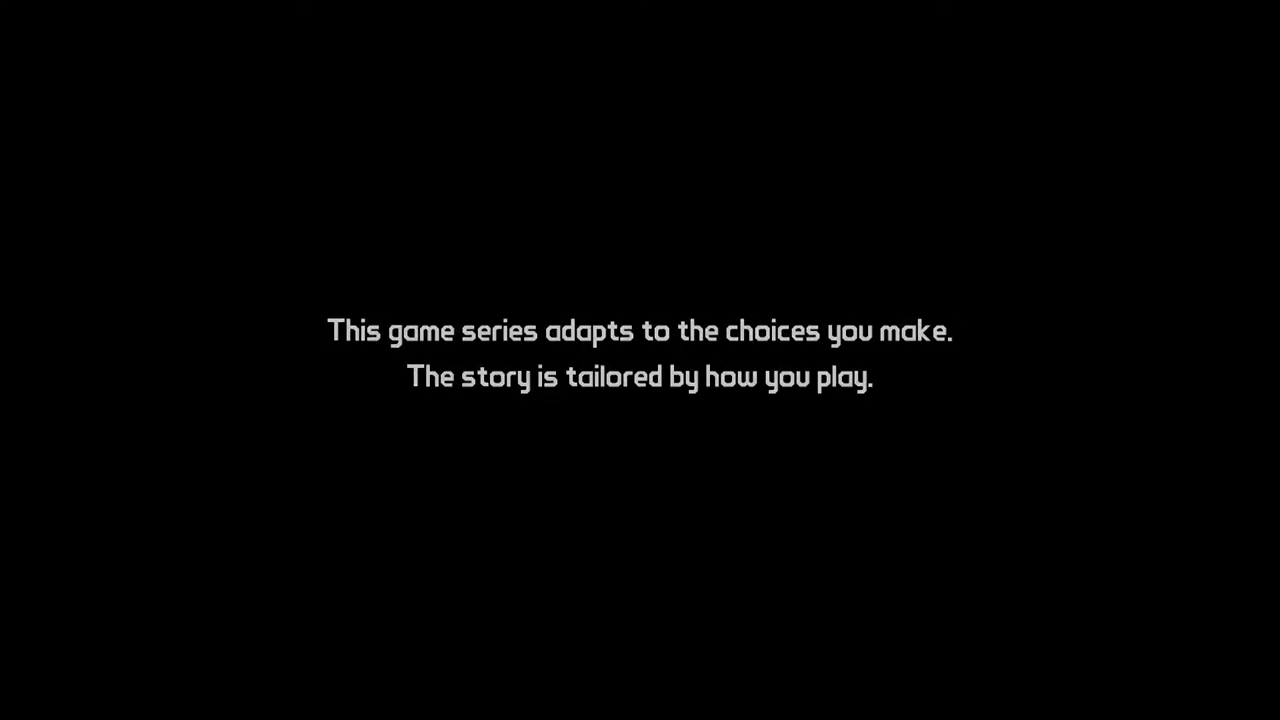 This game series adapts to the choices you make.
The story is tailored by how you play.